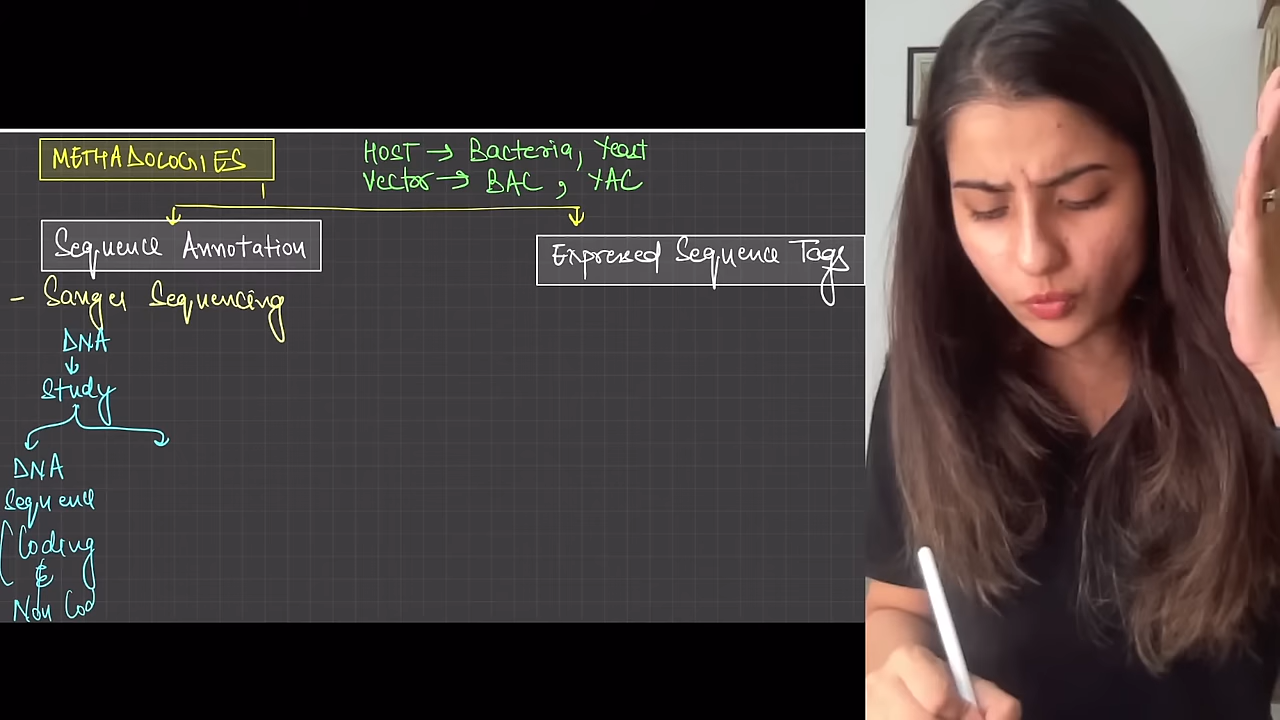 METHADOLOGIES
HOST → Bacteria, Yeast
Vector → BAC, YAC
Sequence Annotation
Expressed Sequence Tags
- Sanger Sequencing
DNA
↓
Study
DNA
Sequence
(Coding
&
Non Cod